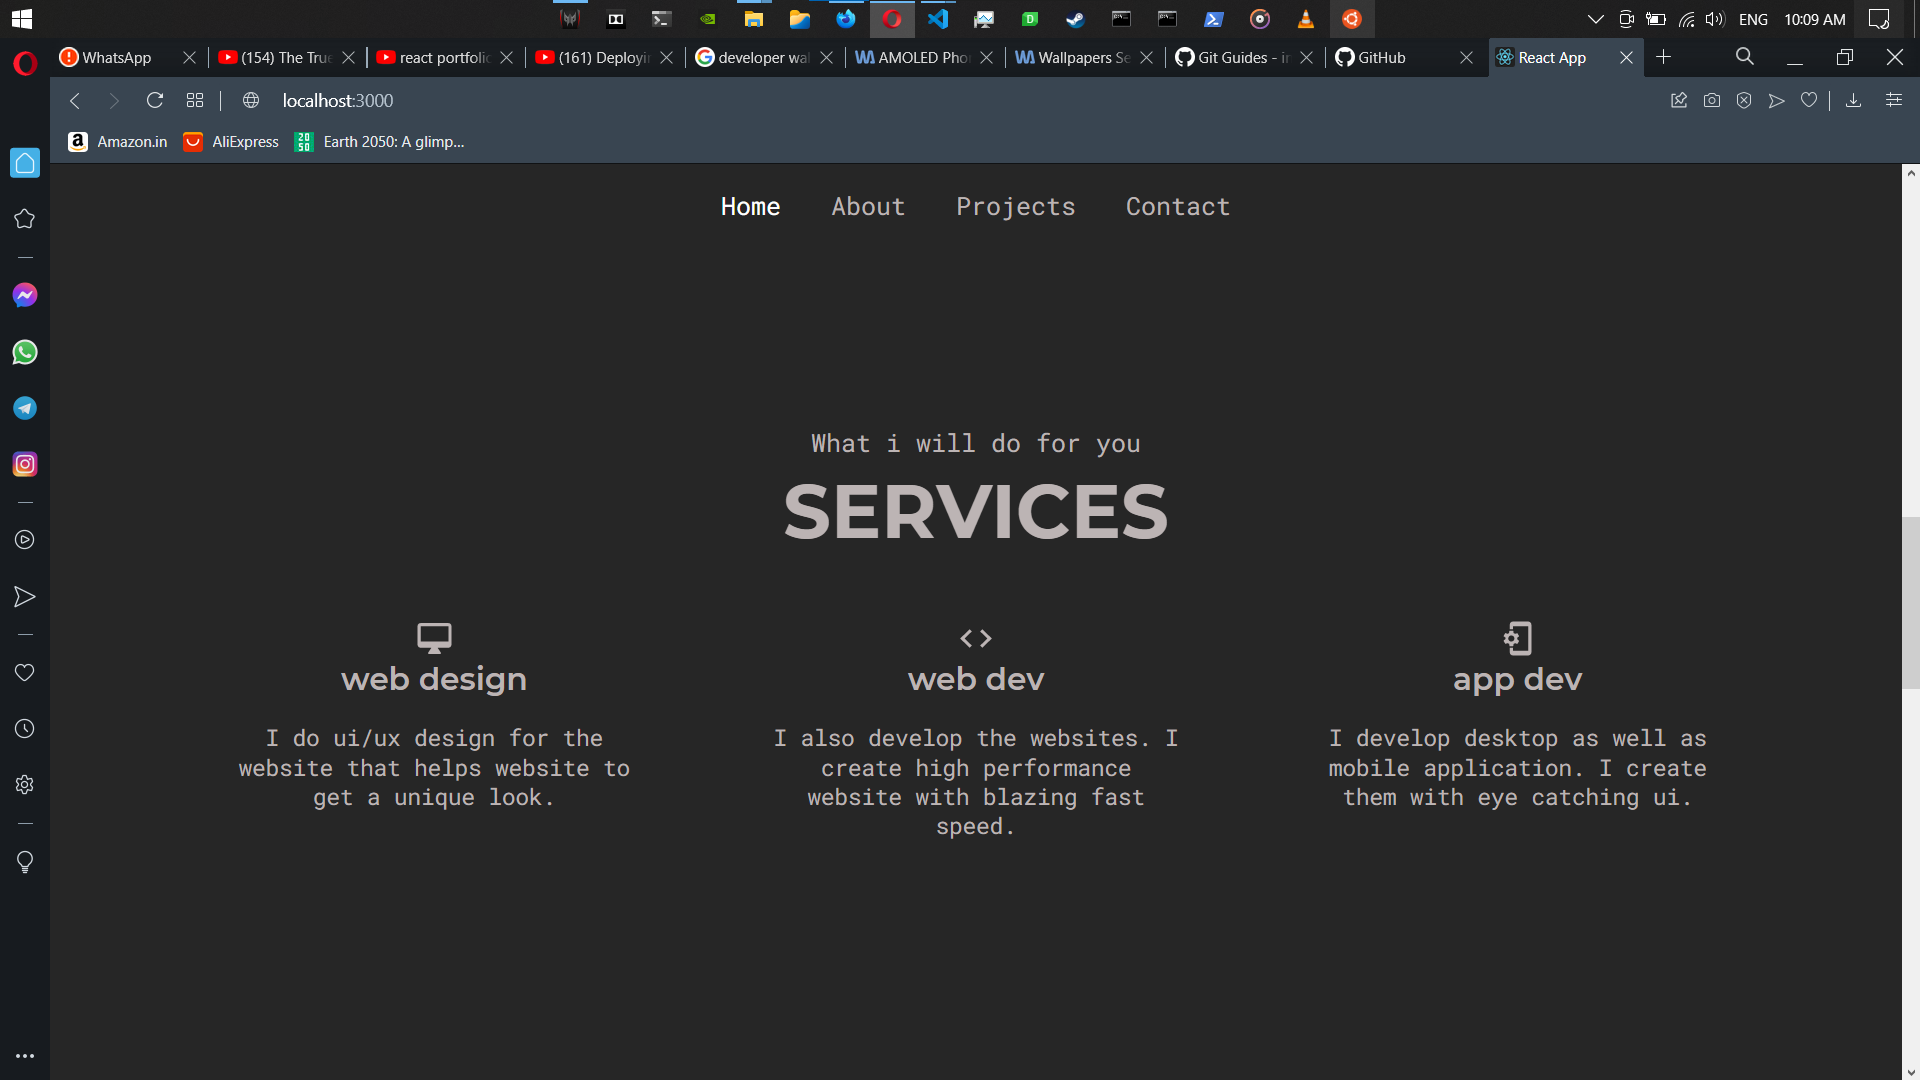 ENG
10:09 AM
WhatsApp
(154) The Tru
react portfolio
(161) Deployin
developer wal
AMOLED Pho
Wallpapers Se
Git Guides - in
GitHub
React App
localhost:3000
Amazon.in
AliExpress
Earth 2050: A glimp...
Home
About
Projects
Contact
What i will do for you
SERVICES
web design
I do ui/ux design for the
website that helps website to
get a unique look.
web dev
I also develop the websites. I
create high performance
website with blazing fast
speed.
app dev
I develop desktop as well as
mobile application. I create
them with eye catching ui.